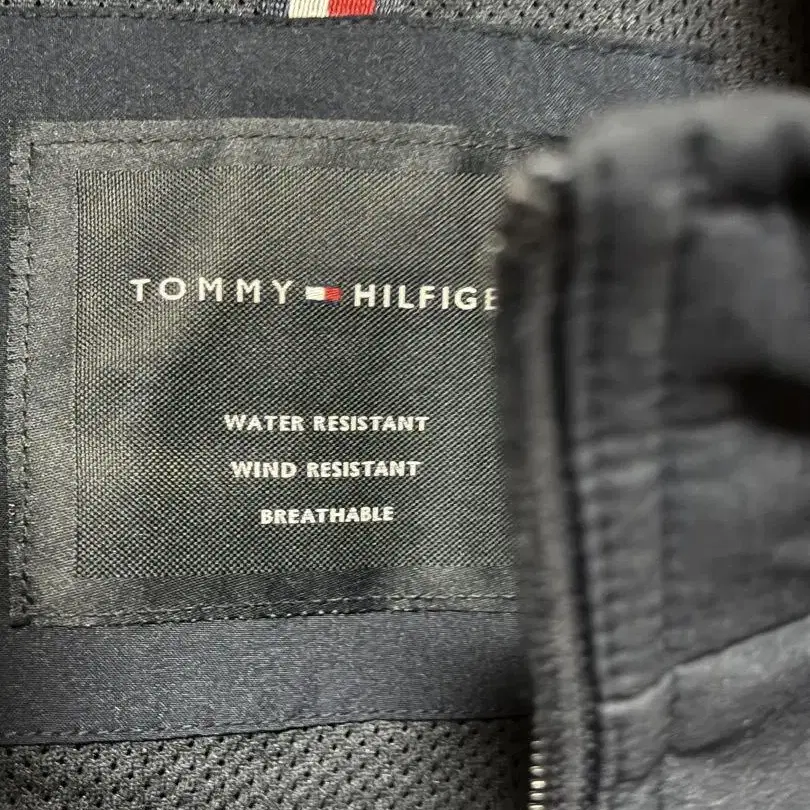 TOMMY HILFIGE
WATER RESISTANT
WIND RESISTANT
BREATHABLE